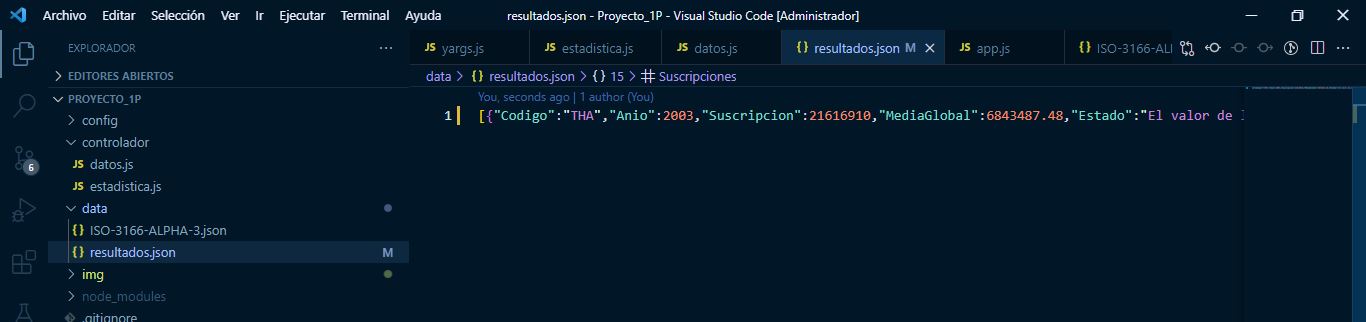 Archivo Editar Selección Ver Ir Ejecutar Terminal Ayuda resultados.json - Proyecto_1P - Visual Studio Code [Administrador]
EXPLORADOR
EDITORES ABIERTOS
PROYECTO_1P
config
controlador
JS datos.js
JS estadistica.js
data
{} ISO-3166-ALPHA-3.json
{} resultados.json M
img
node_modules
.gitignore
6
JS yargs.js JS estadistica.js JS datos.js {} resultados.json M JS app.js {} ISO-3166-AL
data > {} resultados.json > {} 15 > # Suscripciones
You, seconds ago | 1 author (You)
1 [{"Codigo":"THA","Anio":2003,"Suscripcion":21616910,"MediaGlobal":6843487.48,"Estado":"El valor de l